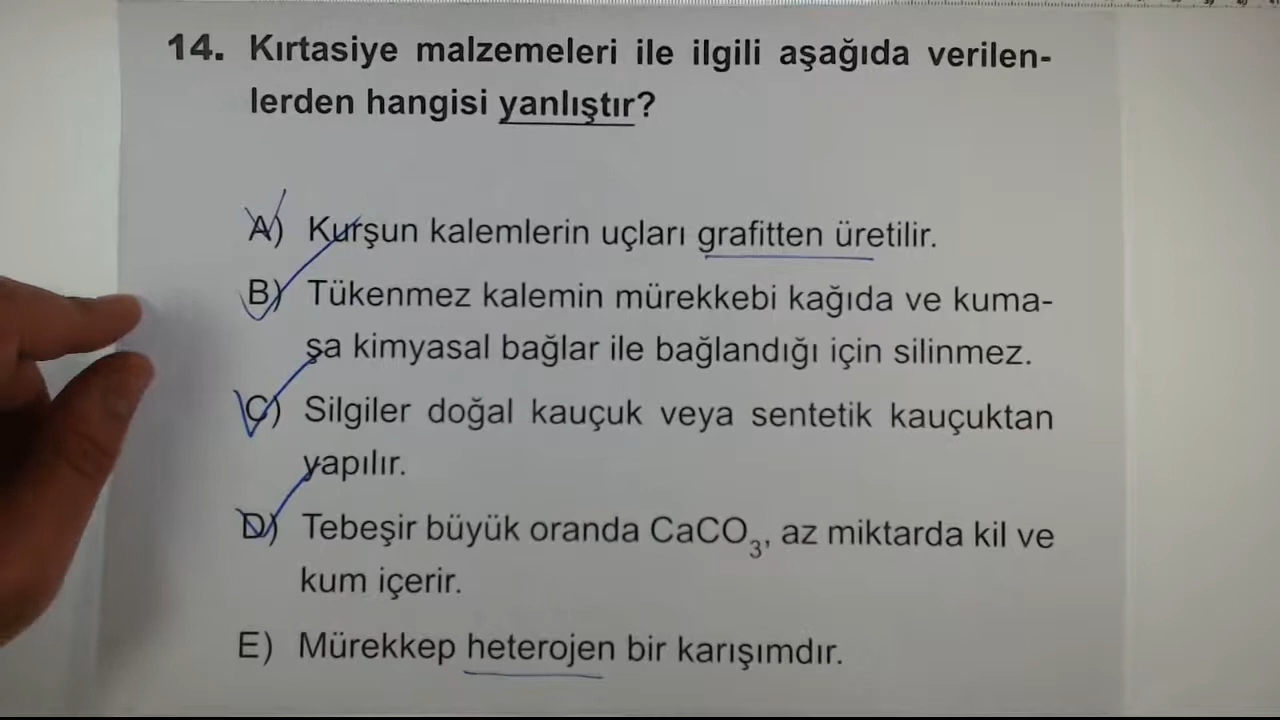 14. Kırtasiye malzemeleri ile ilgili aşağıda verilen-
lerden hangisi yanlıştır?
A) Kurşun kalemlerin uçları grafitten üretilir.
B) Tükenmez kalemin mürekkebi kağıda ve kuma-
şa kimyasal bağlar ile bağlandığı için silinmez.
C) Silgiler doğal kauçuk veya sentetik kauçuktan
yapılır.
D) Tebeşir büyük oranda CaCO₃, az miktarda kil ve
kum içerir.
E) Mürekkep heterojen bir karışımdır.